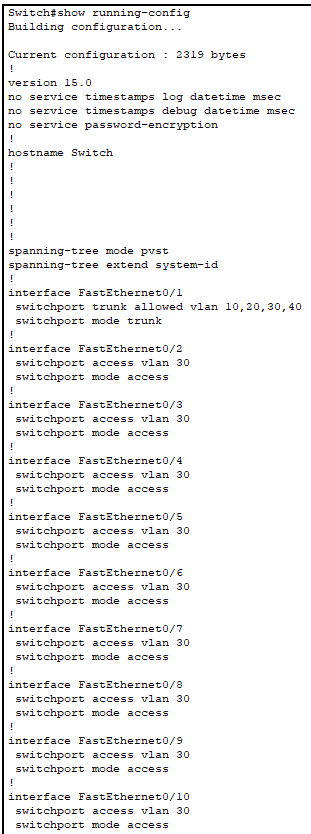 Switch#show running-config
Building configuration...
Current configuration : 2319 bytes
!
version 15.0
no service timestamps log datetime msec
no service timestamps debug datetime msec
no service password-encryption
!
hostname Switch
!
!
!
!
!
!
spanning-tree mode pvst
spanning-tree extend system-id
!
interface FastEthernet0/1
switchport trunk allowed vlan 10,20,30,40
switchport mode trunk
!
interface FastEthernet0/2
switchport access vlan 30
switchport mode access
!
interface FastEthernet0/3
switchport access vlan 30
switchport mode access
!
interface FastEthernet0/4
switchport access vlan 30
switchport mode access
!
interface FastEthernet0/5
switchport access vlan 30
switchport mode access
!
interface FastEthernet0/6
switchport access vlan 30
switchport mode access
!
interface FastEthernet0/7
switchport access vlan 30
switchport mode access
!
interface FastEthernet0/8
switchport access vlan 30
switchport mode access
!
interface FastEthernet0/9
switchport access vlan 30
switchport mode access
!
interface FastEthernet0/10
switchport access vlan 30
switchport mode access